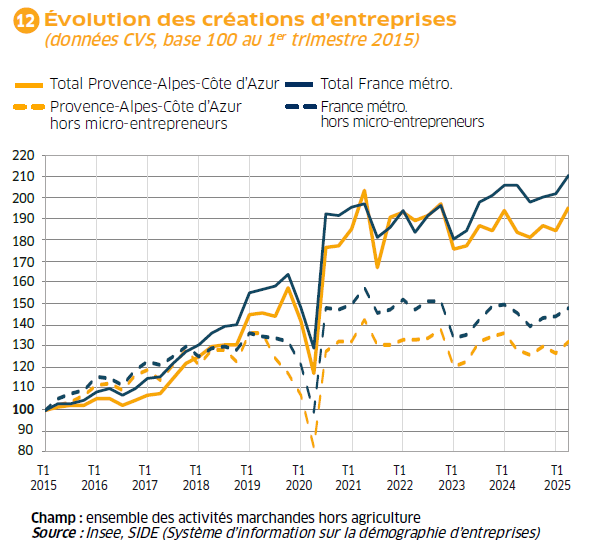 12 Évolution des créations d'entreprises
(données CVS, base 100 au 1er trimestre 2015)
Total Provence-Alpes-Côte d'Azur
Total France métro.
Provence-Alpes-Côte d'Azur
hors micro-entrepreneurs
France métro.
hors micro-entrepreneurs
220
210
200
190
180
170
160
150
140
130
120
110
100
90
80
T1 T1 T1 T1 T1 T1 T1 T1 T1 T1 T1
2015 2016 2017 2018 2019 2020 2021 2022 2023 2024 2025
Champ : ensemble des activités marchandes hors agriculture
Source : Insee, SIDE (Système d'information sur la démographie d'entreprises)